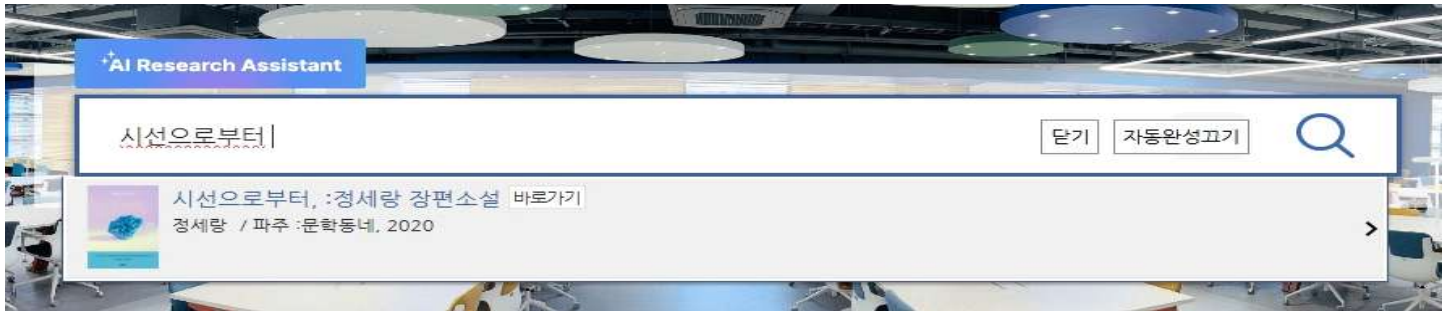 AI Research Assistant
시선으로부터
닫기 자동완성끄기
시선으로부터, :정세랑 장편소설 바로가기
정세랑 / 파주 :문학동네, 2020